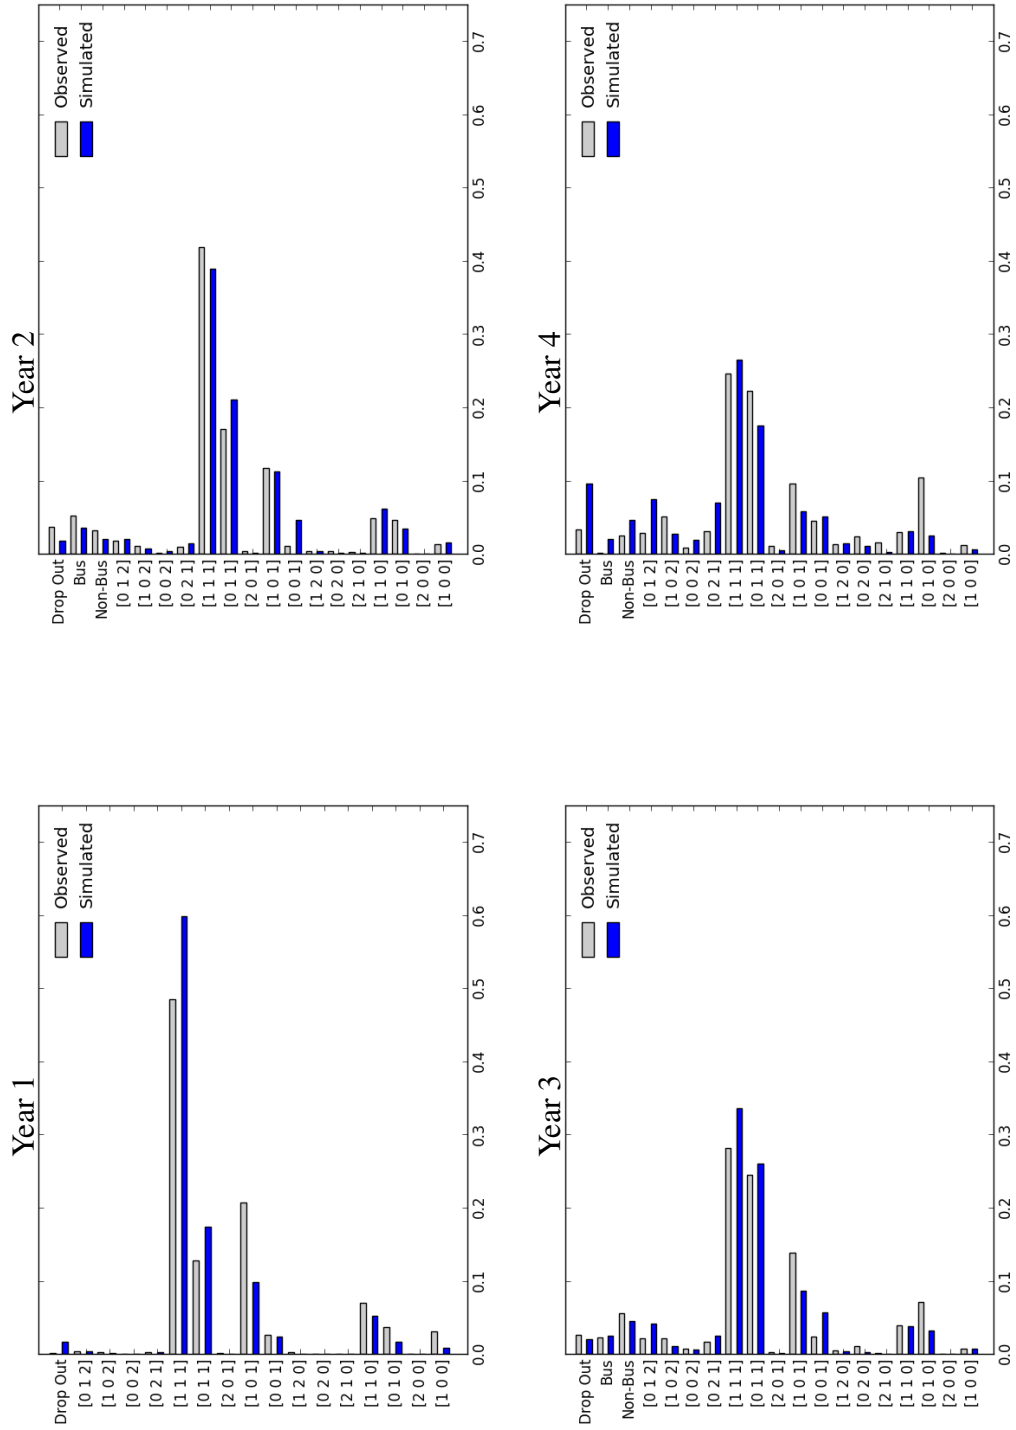 Year 1
Observed
Simulated
Drop Out
[0 1 2]
[1 0 2]
[0 0 2]
[0 2 1]
[1 1 1]
[0 1 1]
[2 0 1]
[1 0 1]
[0 0 1]
[1 2 0]
[0 2 0]
[2 1 0]
[1 1 0]
[0 1 0]
[2 0 0]
[1 0 0]
0.0 0.1 0.2 0.3 0.4 0.5 0.6 0.7
Year 2
Observed
Simulated
Drop Out
Bus
Non-Bus
[0 1 2]
[1 0 2]
[0 0 2]
[0 2 1]
[1 1 1]
[0 1 1]
[2 0 1]
[1 0 1]
[0 0 1]
[1 2 0]
[0 2 0]
[2 1 0]
[1 1 0]
[0 1 0]
[2 0 0]
[1 0 0]
0.0 0.1 0.2 0.3 0.4 0.5 0.6 0.7
Year 3
Observed
Simulated
Drop Out
Bus
Non-Bus
[0 1 2]
[1 0 2]
[0 0 2]
[0 2 1]
[1 1 1]
[0 1 1]
[2 0 1]
[1 0 1]
[0 0 1]
[1 2 0]
[0 2 0]
[2 1 0]
[1 1 0]
[0 1 0]
[2 0 0]
[1 0 0]
0.0 0.1 0.2 0.3 0.4 0.5 0.6 0.7
Year 4
Observed
Simulated
Drop Out
Bus
Non-Bus
[0 1 2]
[1 0 2]
[0 0 2]
[0 2 1]
[1 1 1]
[0 1 1]
[2 0 1]
[1 0 1]
[0 0 1]
[1 2 0]
[0 2 0]
[2 1 0]
[1 1 0]
[0 1 0]
[2 0 0]
[1 0 0]
0.0 0.1 0.2 0.3 0.4 0.5 0.6 0.7